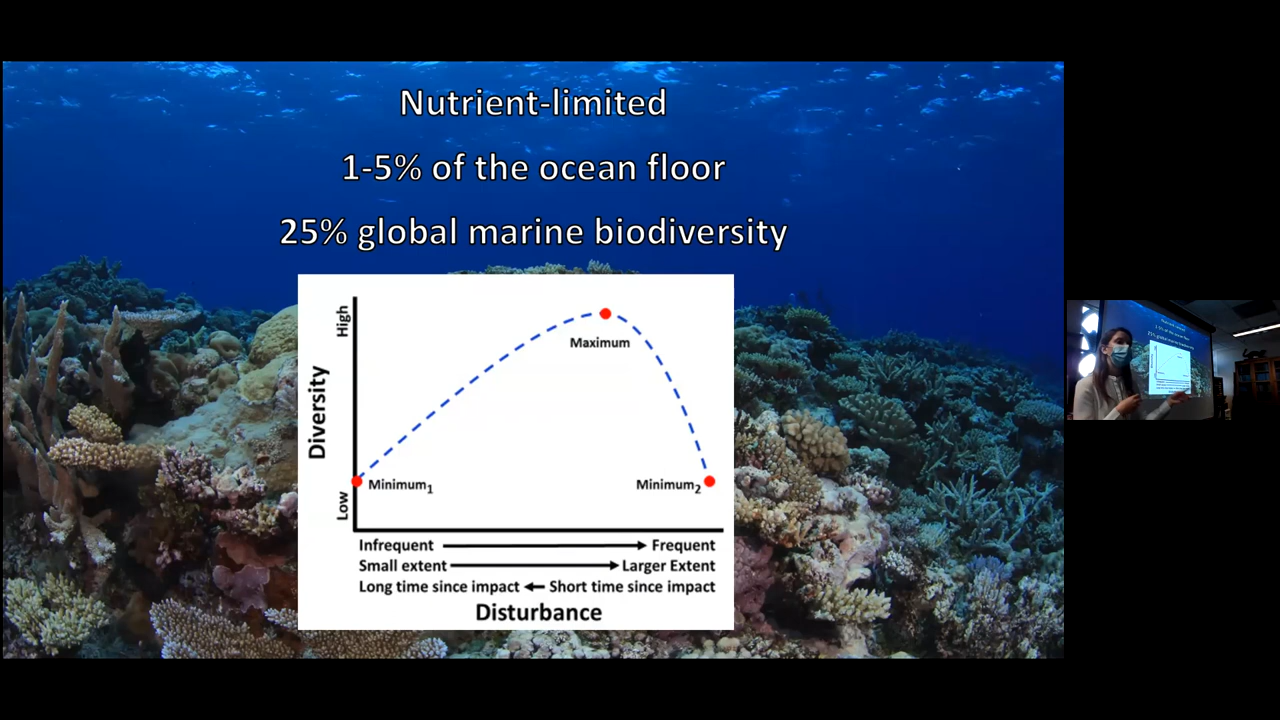 Nutrient-limited
1-5% of the ocean floor
25% global marine biodiversity
High
Diversity
Low
Maximum
Minimum1
Minimum2
Infrequent Frequent
Small extent Larger Extent
Long time since impact Short time since impact
Disturbance